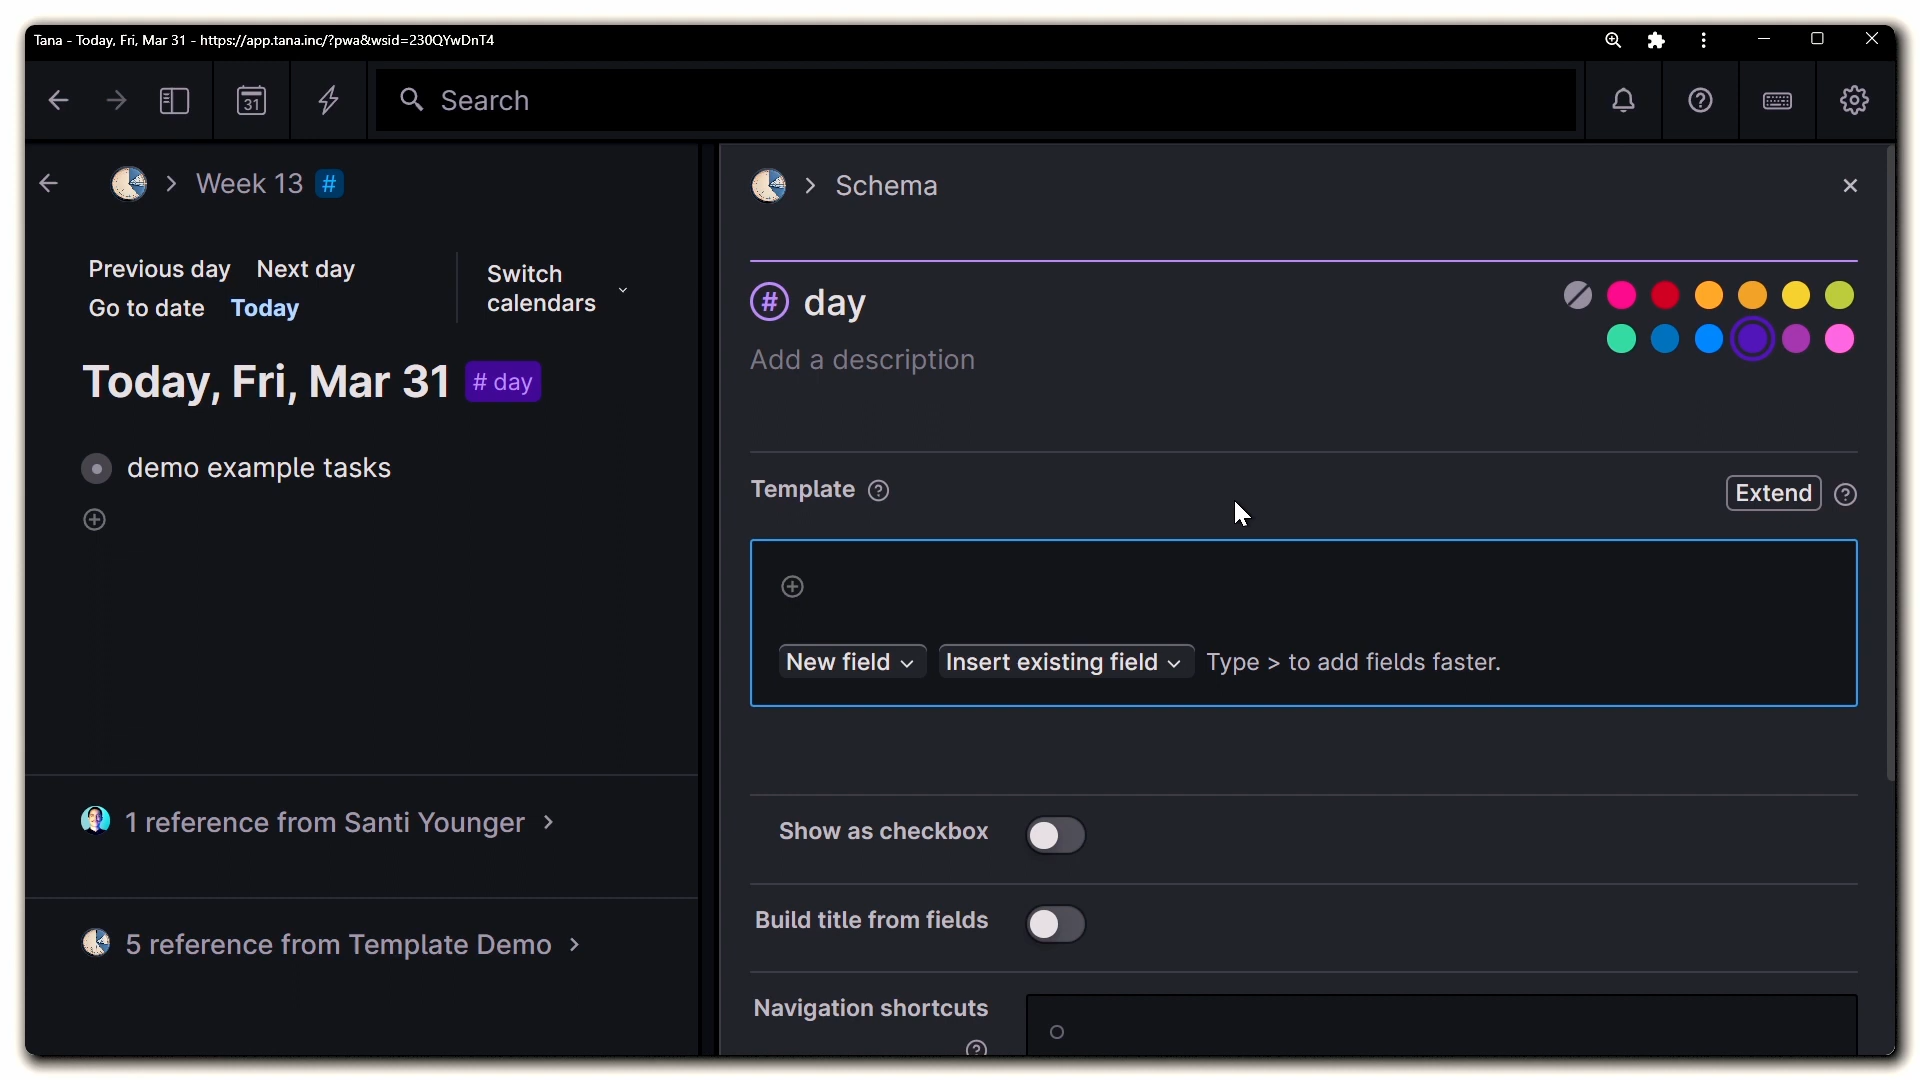 Tana - Today, Fri, Mar 31 - https://app.tana.inc/?pwa&wsid=230QYwDnT4
31
Search
Week 13 #
Previous day Next day
Go to date Today
Switch
calendars
Today, Fri, Mar 31 # day
demo example tasks
1 reference from Santi Younger
5 reference from Template Demo
Schema
# day
Add a description
Template ?
Extend ?
New field Insert existing field Type > to add fields faster.
Show as checkbox
Build title from fields
Navigation shortcuts
?